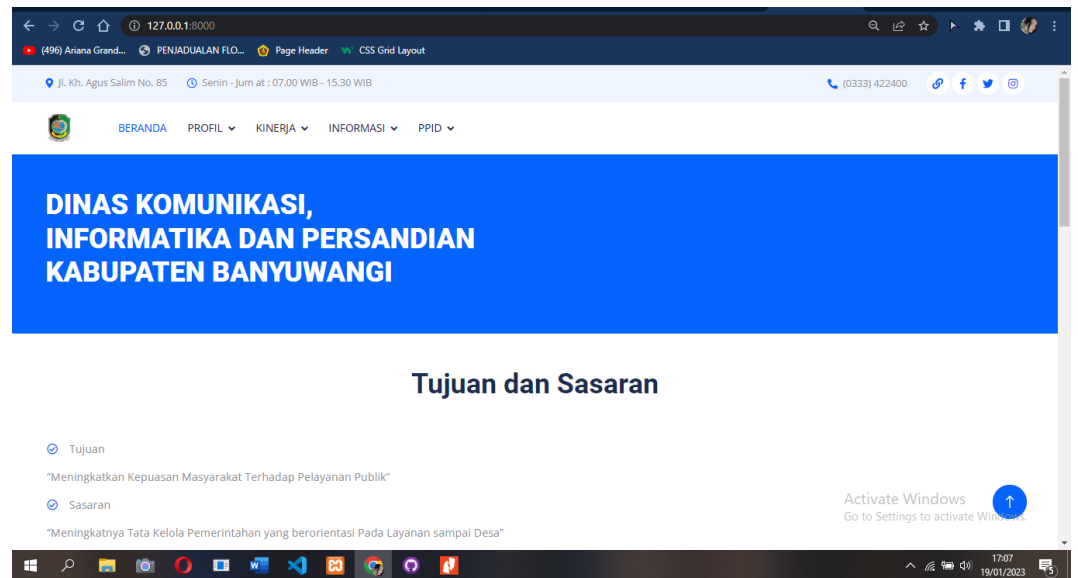 127.0.0.1:8000
(496) Ariana Grand... PENJADUALAN FLO... Page Header CSS Grid Layout
Jl. Kh. Agus Salim No. 85 Senin - Jum at : 07.00 WIB - 15.30 WIB (0333) 422400
BERANDA PROFIL KINERJA INFORMASI PPID
DINAS KOMUNIKASI,
INFORMATIKA DAN PERSANDIAN
KABUPATEN BANYUWANGI
Tujuan dan Sasaran
Tujuan
"Meningkatkan Kepuasan Masyarakat Terhadap Pelayanan Publik"
Sasaran
"Meningkatnya Tata Kelola Pemerintahan yang berorientasi Pada Layanan sampai Desa"
Activate Windows
Go to Settings to activate Windows.
17:07
19/01/2023
5